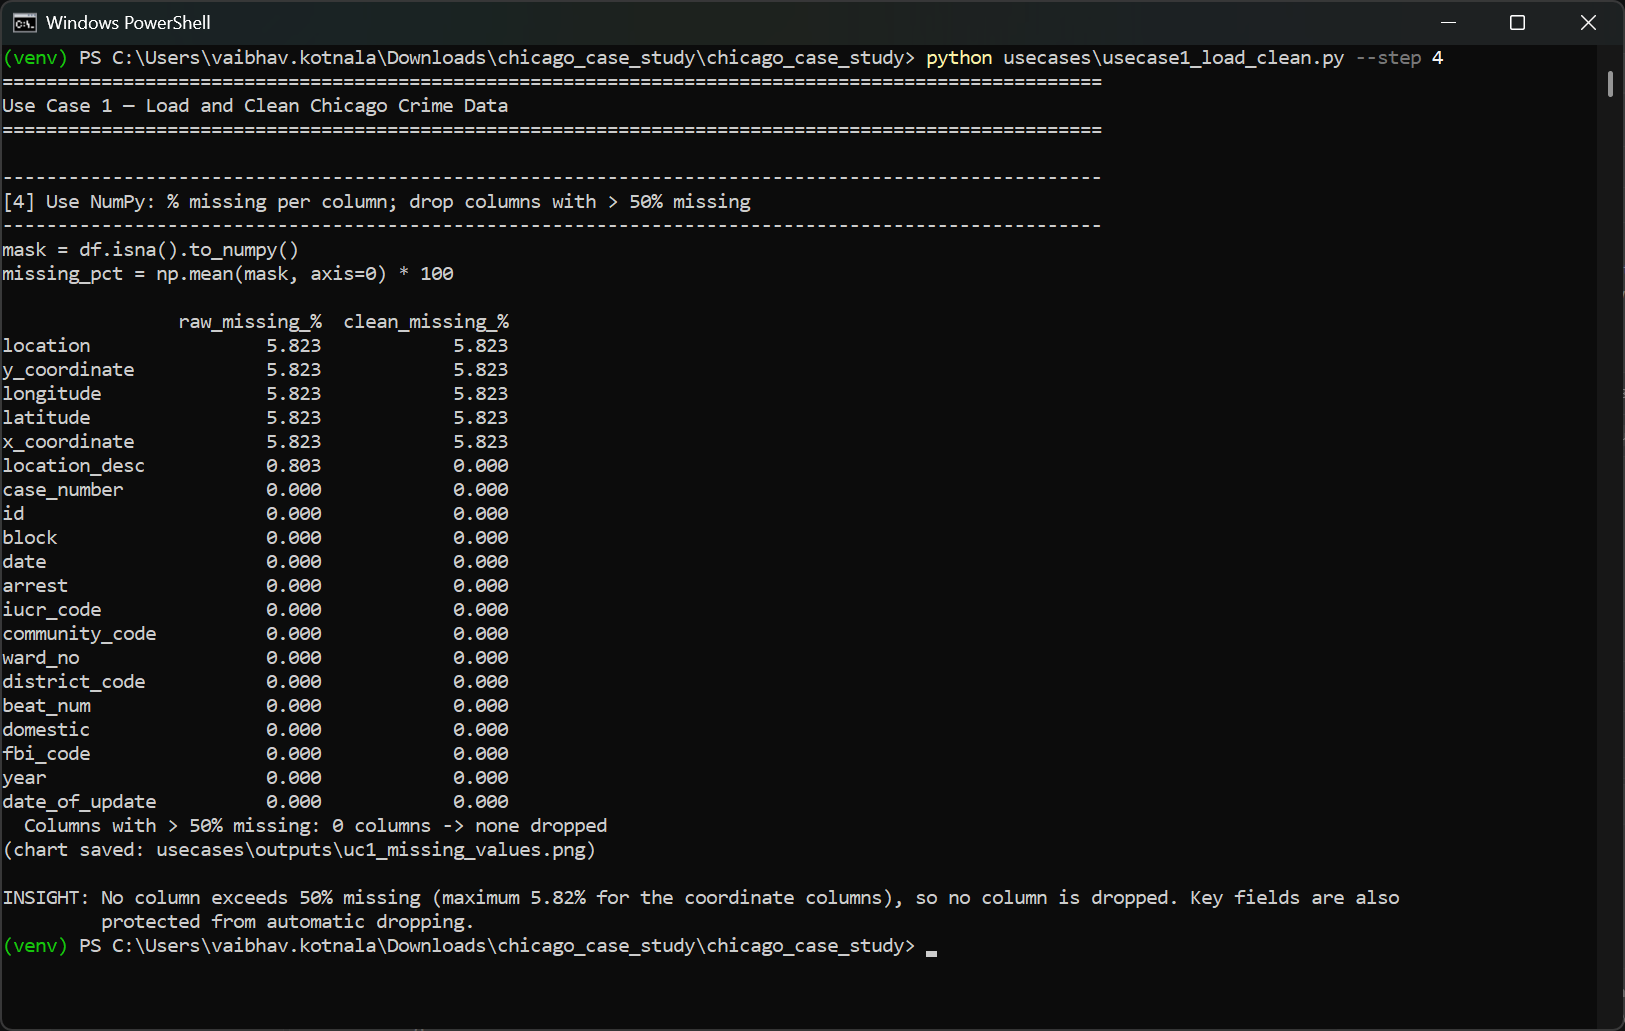 Windows PowerShell
(venv) PS C:\Users\vaibhav.kotnala\Downloads\chicago_case_study\chicago_case_study> python usecases\usecase1_load_clean.py --step 4
====================================================================================================
Use Case 1 — Load and Clean Chicago Crime Data
====================================================================================================
----------------------------------------------------------------------------------------------------
[4] Use NumPy: % missing per column; drop columns with > 50% missing
----------------------------------------------------------------------------------------------------
mask = df.isna().to_numpy()
missing_pct = np.mean(mask, axis=0) * 100
raw_missing_%  clean_missing_%
location 5.823 5.823
y_coordinate 5.823 5.823
longitude 5.823 5.823
latitude 5.823 5.823
x_coordinate 5.823 5.823
location_desc 0.803 0.000
case_number 0.000 0.000
id 0.000 0.000
block 0.000 0.000
date 0.000 0.000
arrest 0.000 0.000
iucr_code 0.000 0.000
community_code 0.000 0.000
ward_no 0.000 0.000
district_code 0.000 0.000
beat_num 0.000 0.000
domestic 0.000 0.000
fbi_code 0.000 0.000
year 0.000 0.000
date_of_update 0.000 0.000
Columns with > 50% missing: 0 columns -> none dropped
(chart saved: usecases\outputs\uc1_missing_values.png)
INSIGHT: No column exceeds 50% missing (maximum 5.82% for the coordinate columns), so no column is dropped. Key fields are also
protected from automatic dropping.
(venv) PS C:\Users\vaibhav.kotnala\Downloads\chicago_case_study\chicago_case_study>